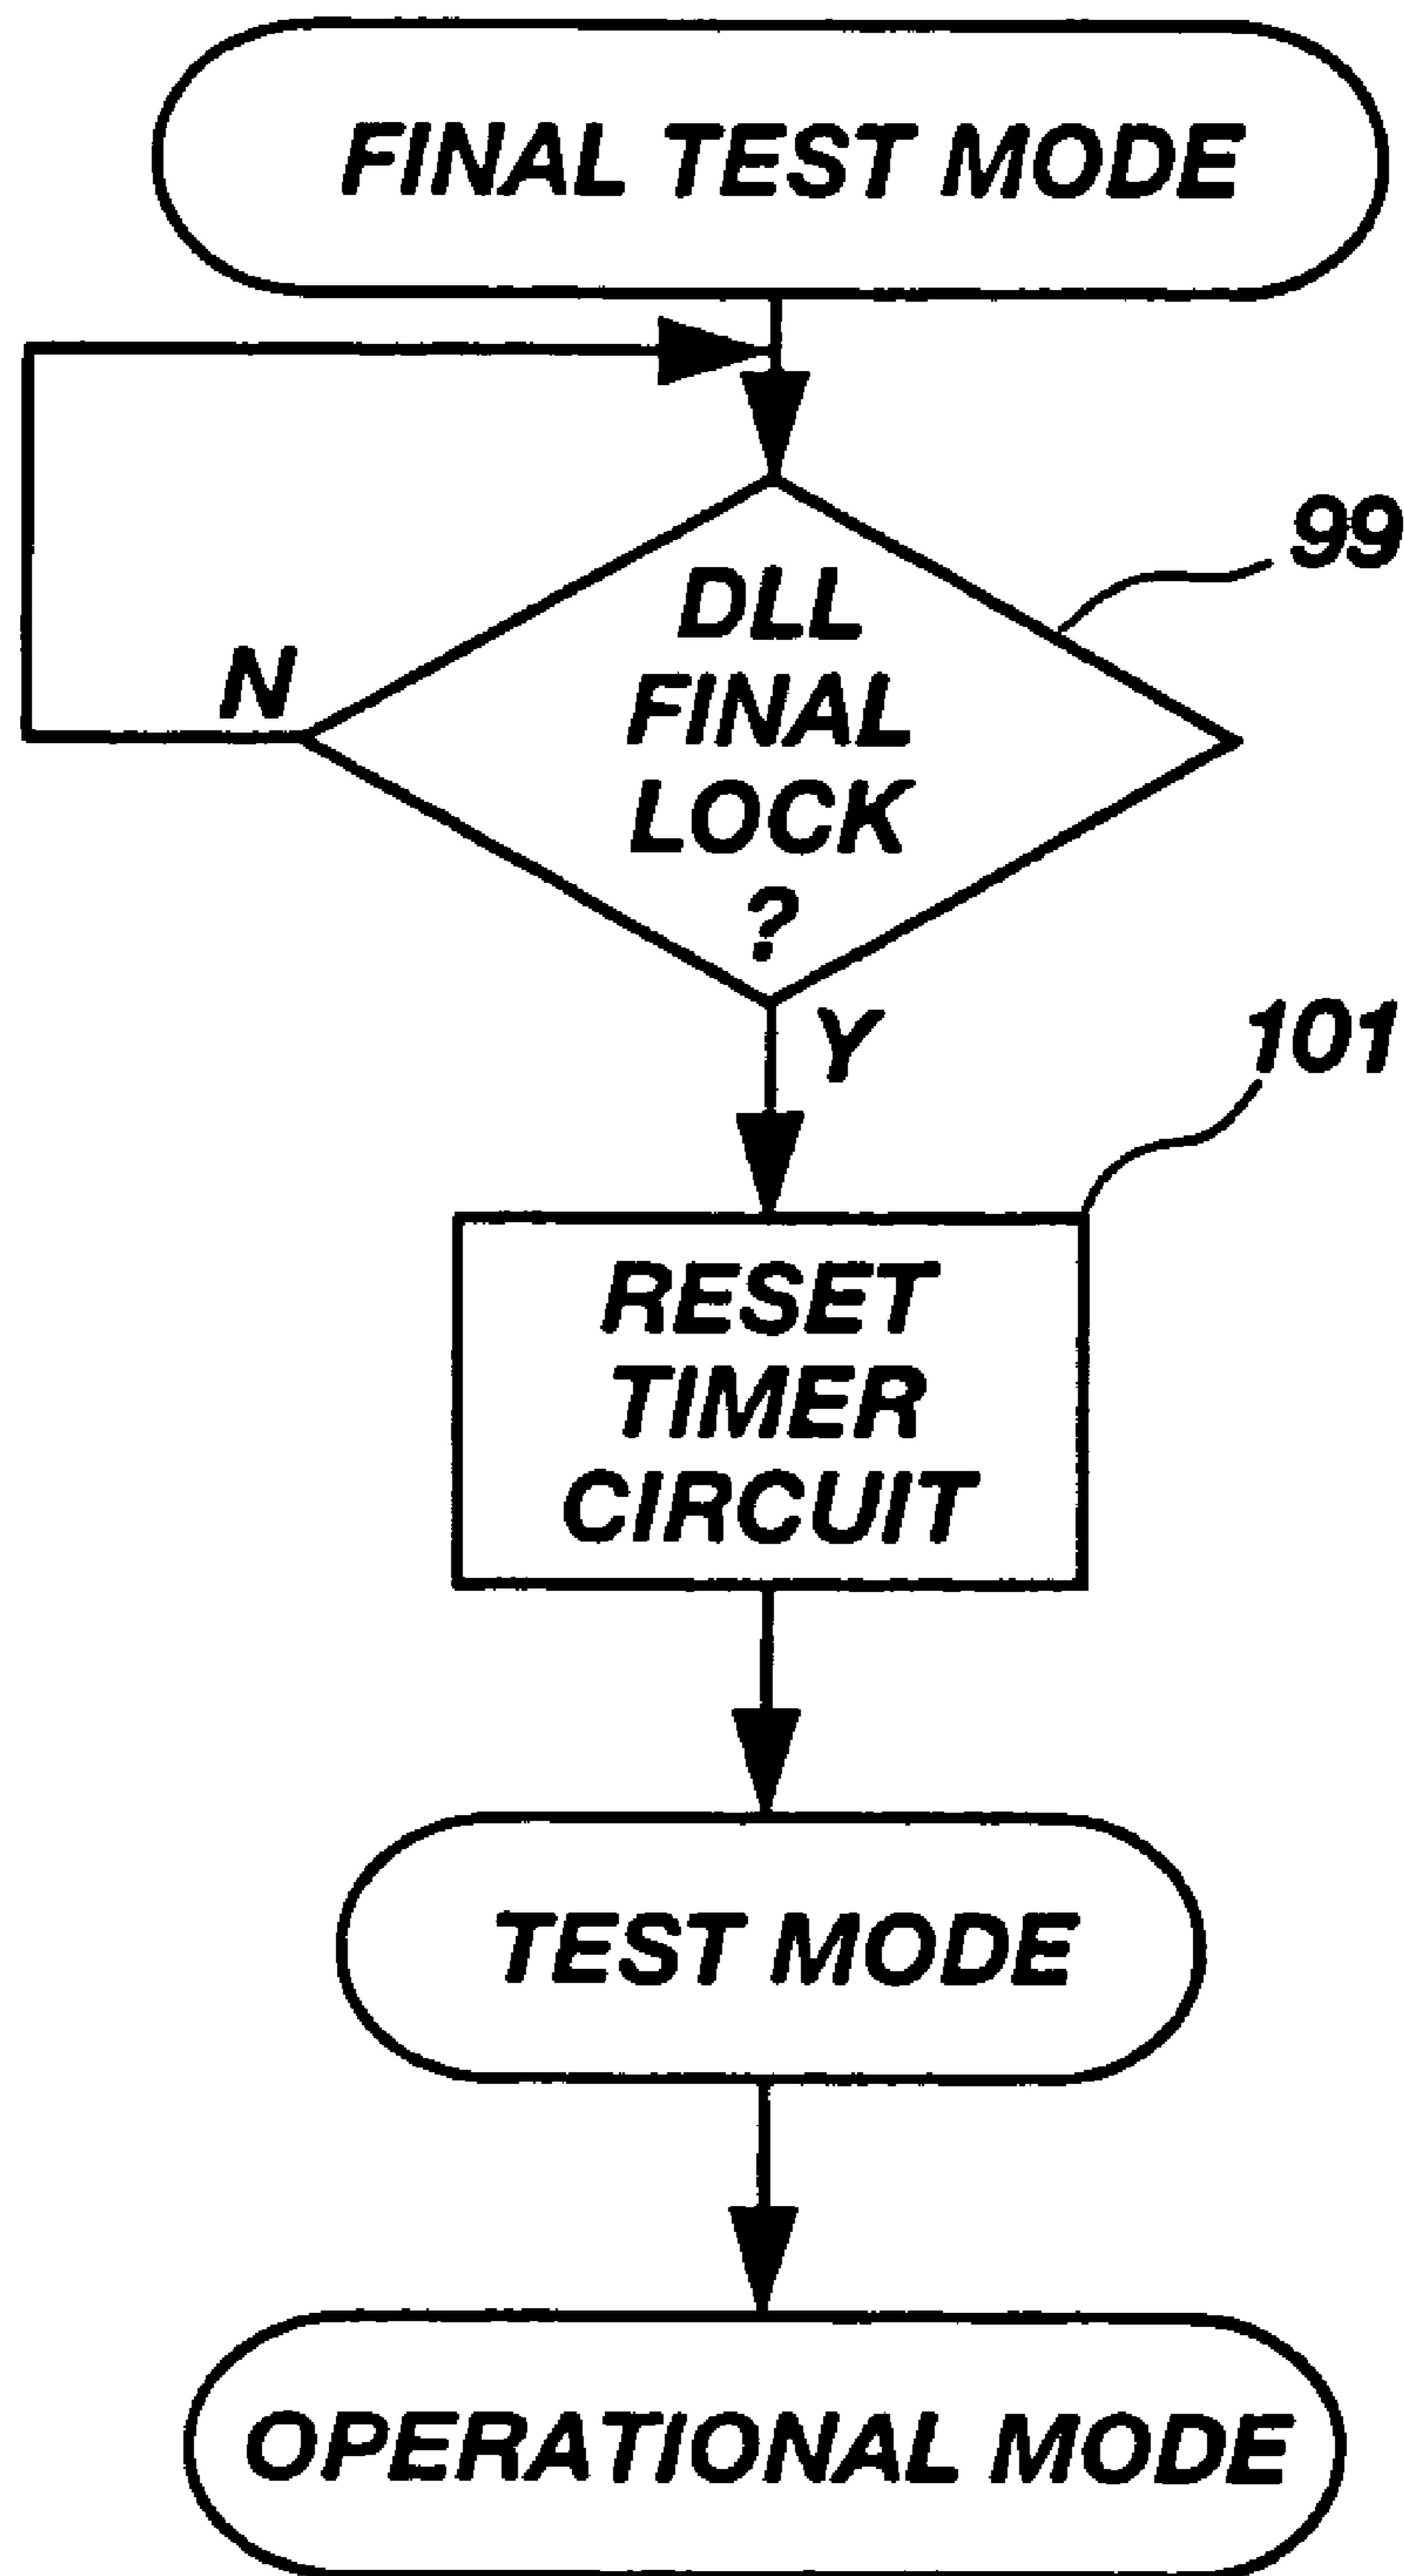 FINAL TEST MODE
99
DLL
FINAL
LOCK
?
N
Y
101
RESET
TIMER
CIRCUIT
TEST MODE
OPERATIONAL MODE